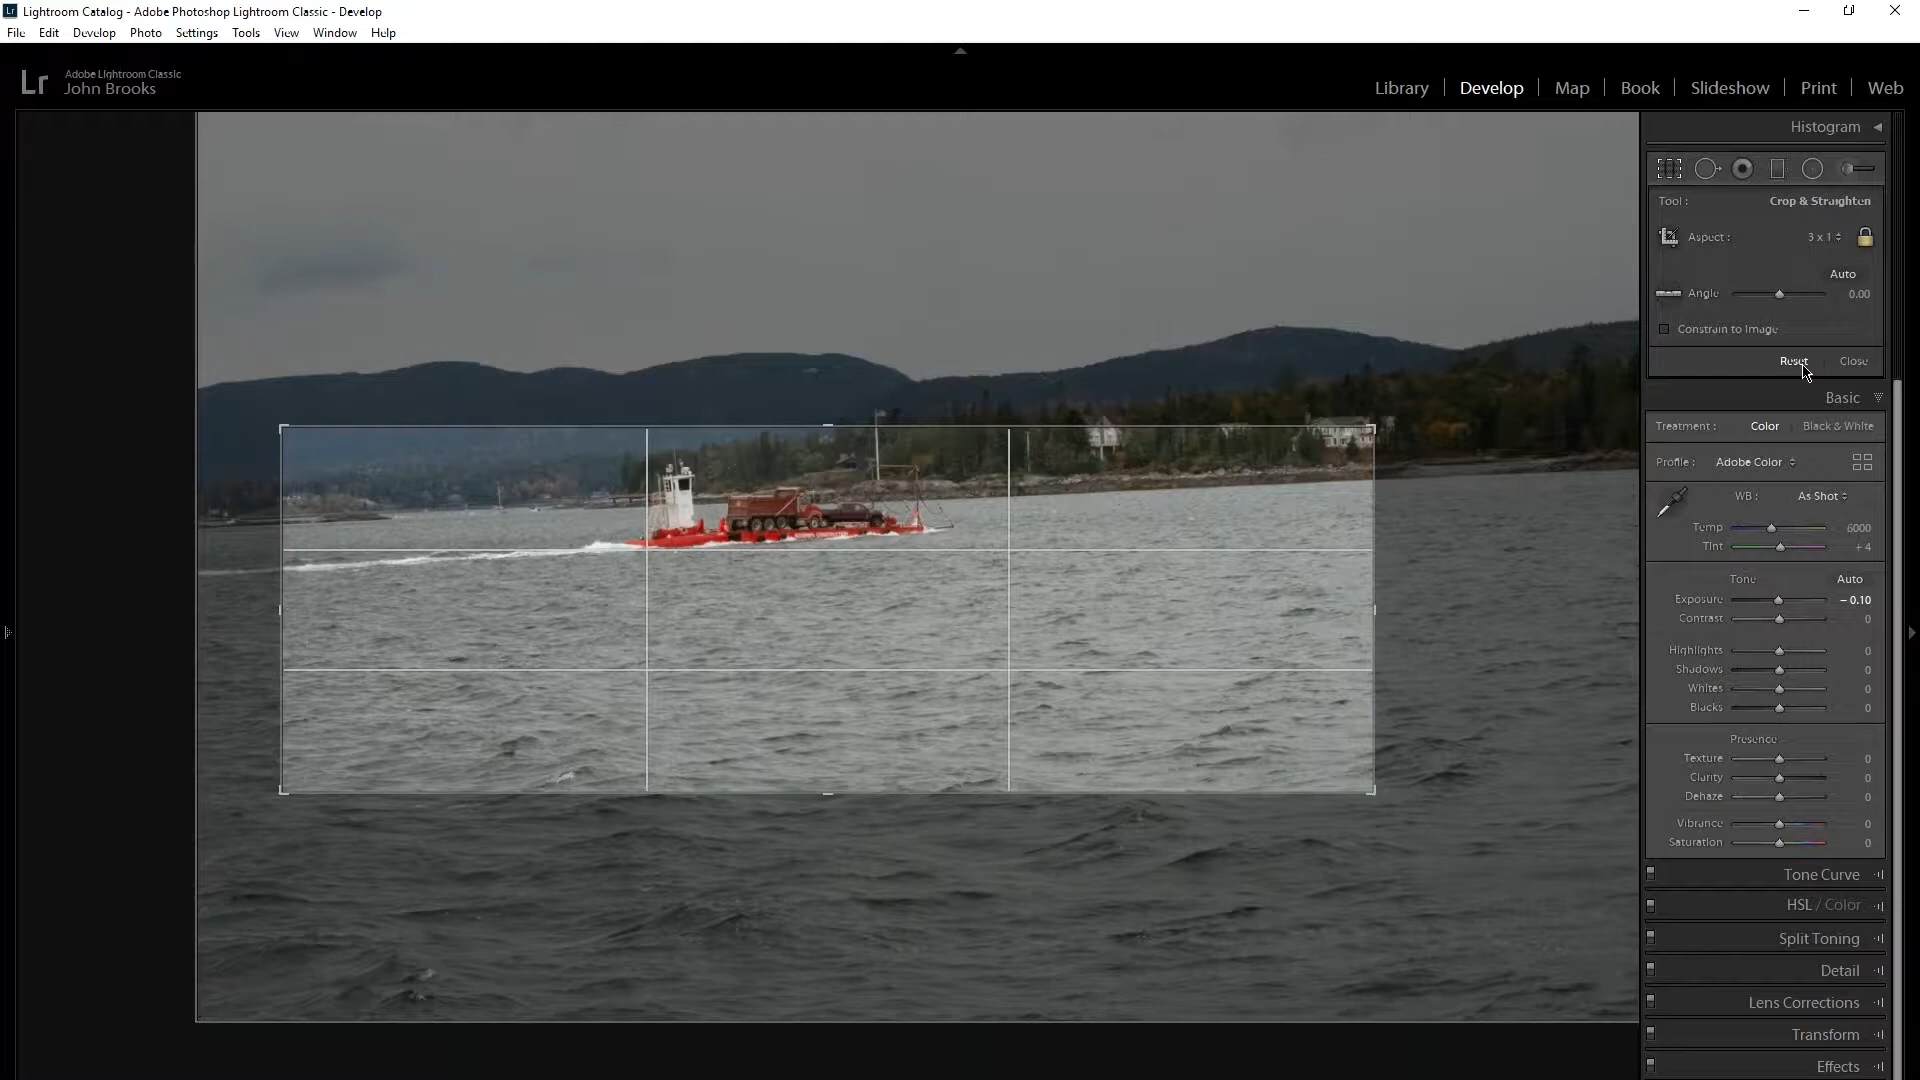 Lr Lightroom Catalog - Adobe Photoshop Lightroom Classic - Develop
File Edit Develop Photo Settings Tools View Window Help
Lr Adobe Lightroom Classic
John Brooks
Library Develop Map Book Slideshow Print Web
Histogram
Tool : Crop & Straighten
Aspect : 3 x 1
Auto
Angle 0.00
Constrain to Image
Reset Close
Basic
Treatment : Color Black & White
Profile : Adobe Color
WB : As Shot
Temp 6000
Tint + 4
Tone Auto
Exposure – 0.10
Contrast 0
Highlights 0
Shadows 0
Whites 0
Blacks 0
Presence
Texture 0
Clarity 0
Dehaze 0
Vibrance 0
Saturation 0
Tone Curve
HSL / Color
Split Toning
Detail
Lens Corrections
Transform
Effects